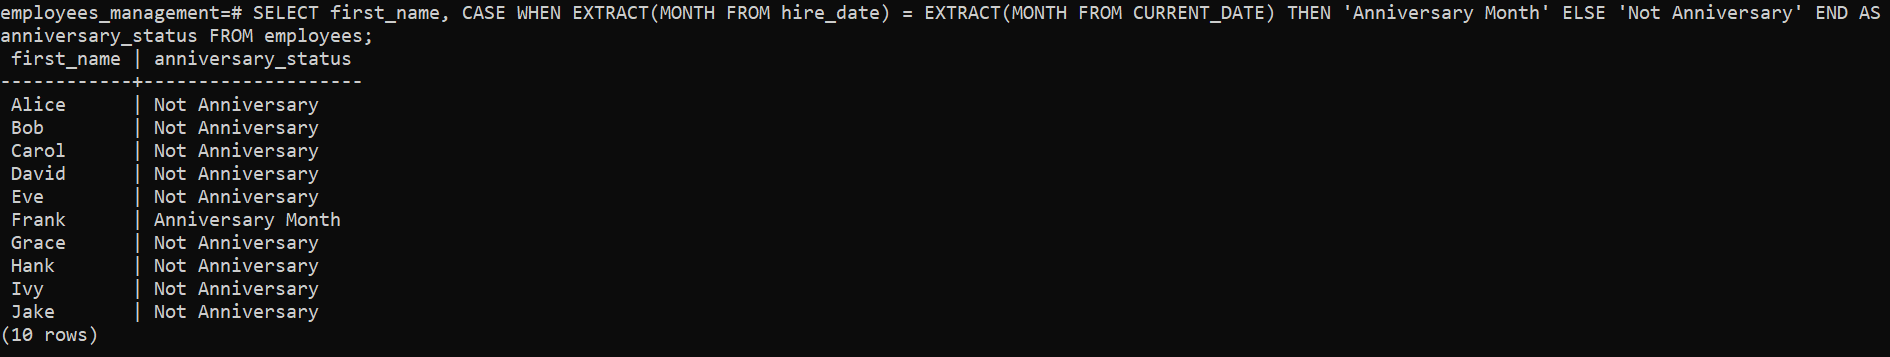 employees_management=# SELECT first_name, CASE WHEN EXTRACT(MONTH FROM hire_date) = EXTRACT(MONTH FROM CURRENT_DATE) THEN 'Anniversary Month' ELSE 'Not Anniversary' END AS
anniversary_status FROM employees;
 first_name | anniversary_status
------------+--------------------
 Alice      | Not Anniversary
 Bob        | Not Anniversary
 Carol      | Not Anniversary
 David      | Not Anniversary
 Eve        | Not Anniversary
 Frank      | Anniversary Month
 Grace      | Not Anniversary
 Hank       | Not Anniversary
 Ivy        | Not Anniversary
 Jake       | Not Anniversary
(10 rows)